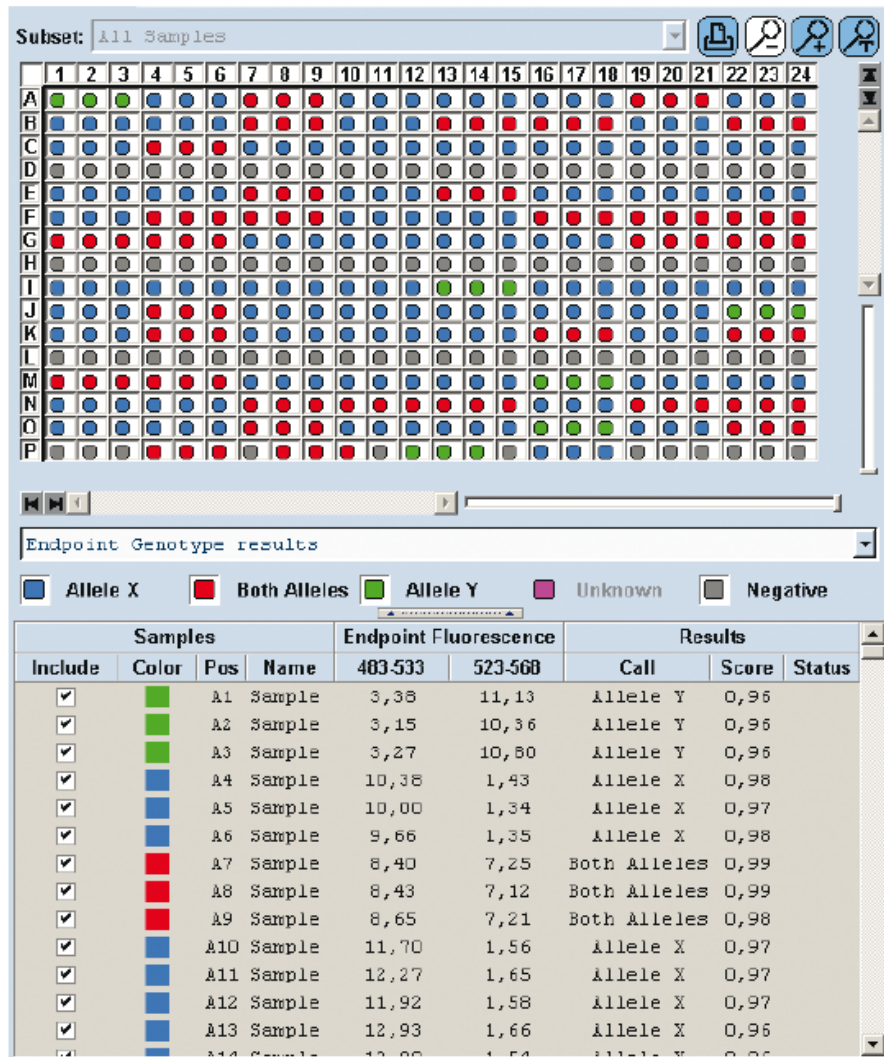 Subset: All Samples
1 2 3 4 5 6 7 8 9 10 11 12 13 14 15 16 17 18 19 20 21 22 23 24
A
B
C
D
E
F
G
H
I
J
K
L
M
N
O
P
Endpoint Genotype results
Allele X Both Alleles Allele Y Unknown Negative
Samples Endpoint Fluorescence Results
Include Color Pos Name 483-533 523-568 Call Score Status
A1 Sample 3,38 11,13 Allele Y 0,96
A2 Sample 3,15 10,36 Allele Y 0,96
A3 Sample 3,27 10,80 Allele Y 0,96
A4 Sample 10,38 1,43 Allele X 0,98
A5 Sample 10,00 1,34 Allele X 0,97
A6 Sample 9,66 1,35 Allele X 0,98
A7 Sample 8,40 7,25 Both Alleles 0,99
A8 Sample 8,43 7,12 Both Alleles 0,99
A9 Sample 8,65 7,21 Both Alleles 0,98
A10 Sample 11,70 1,56 Allele X 0,97
A11 Sample 12,27 1,65 Allele X 0,97
A12 Sample 11,92 1,58 Allele X 0,97
A13 Sample 12,93 1,66 Allele X 0,96